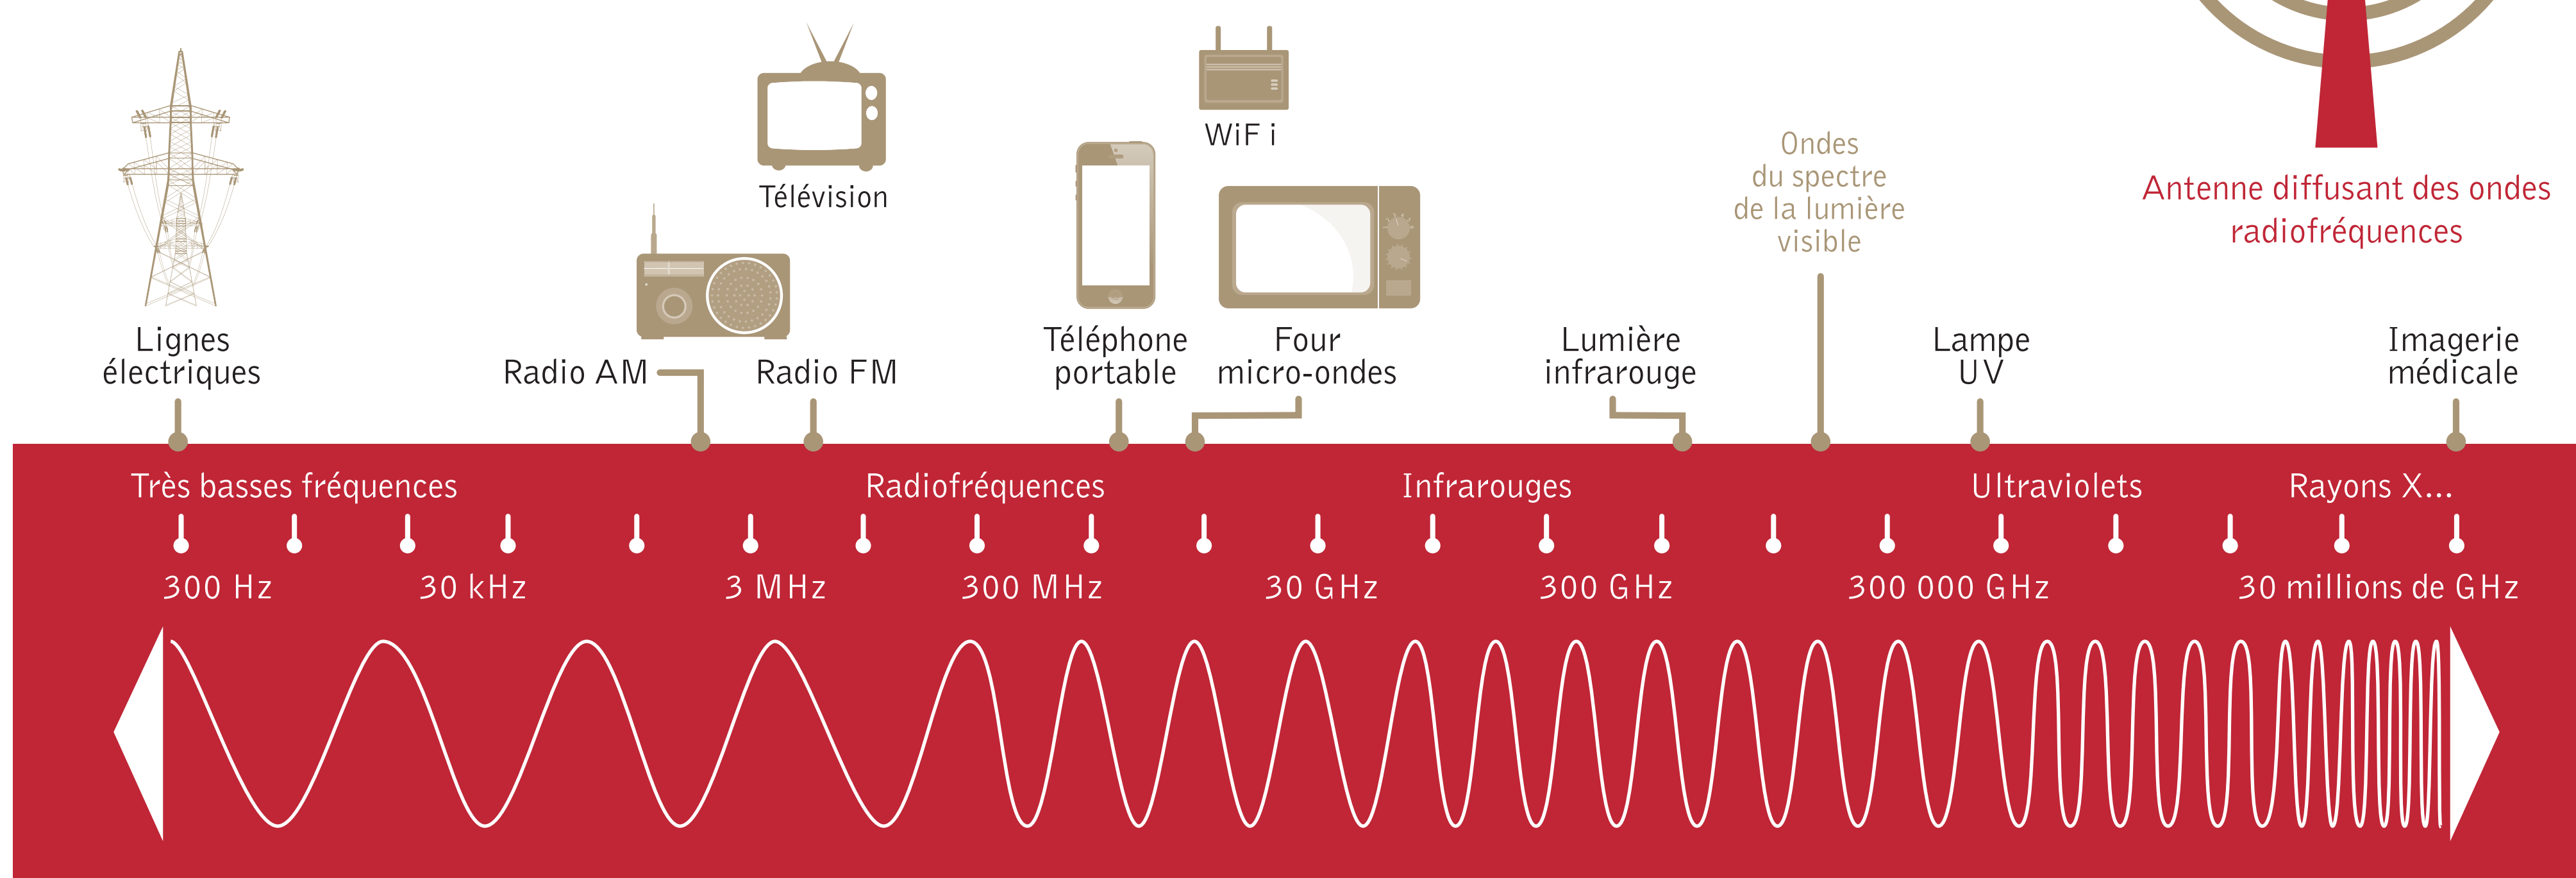 Télévision
WiF i
Ondes
du spectre
de la lumière
visible
Antenne diffusant des ondes
radiofréquences
Lignes
électriques
Radio AM
Radio FM
Téléphone
portable
Four
micro-ondes
Lumière
infrarouge
Lampe
UV
Imagerie
médicale
Très basses fréquences
Radiofréquences
Infrarouges
Ultraviolets
Rayons X...
300 Hz
30 kHz
3 MHz
300 MHz
30 GHz
300 GHz
300 000 GHz
30 millions de GHz